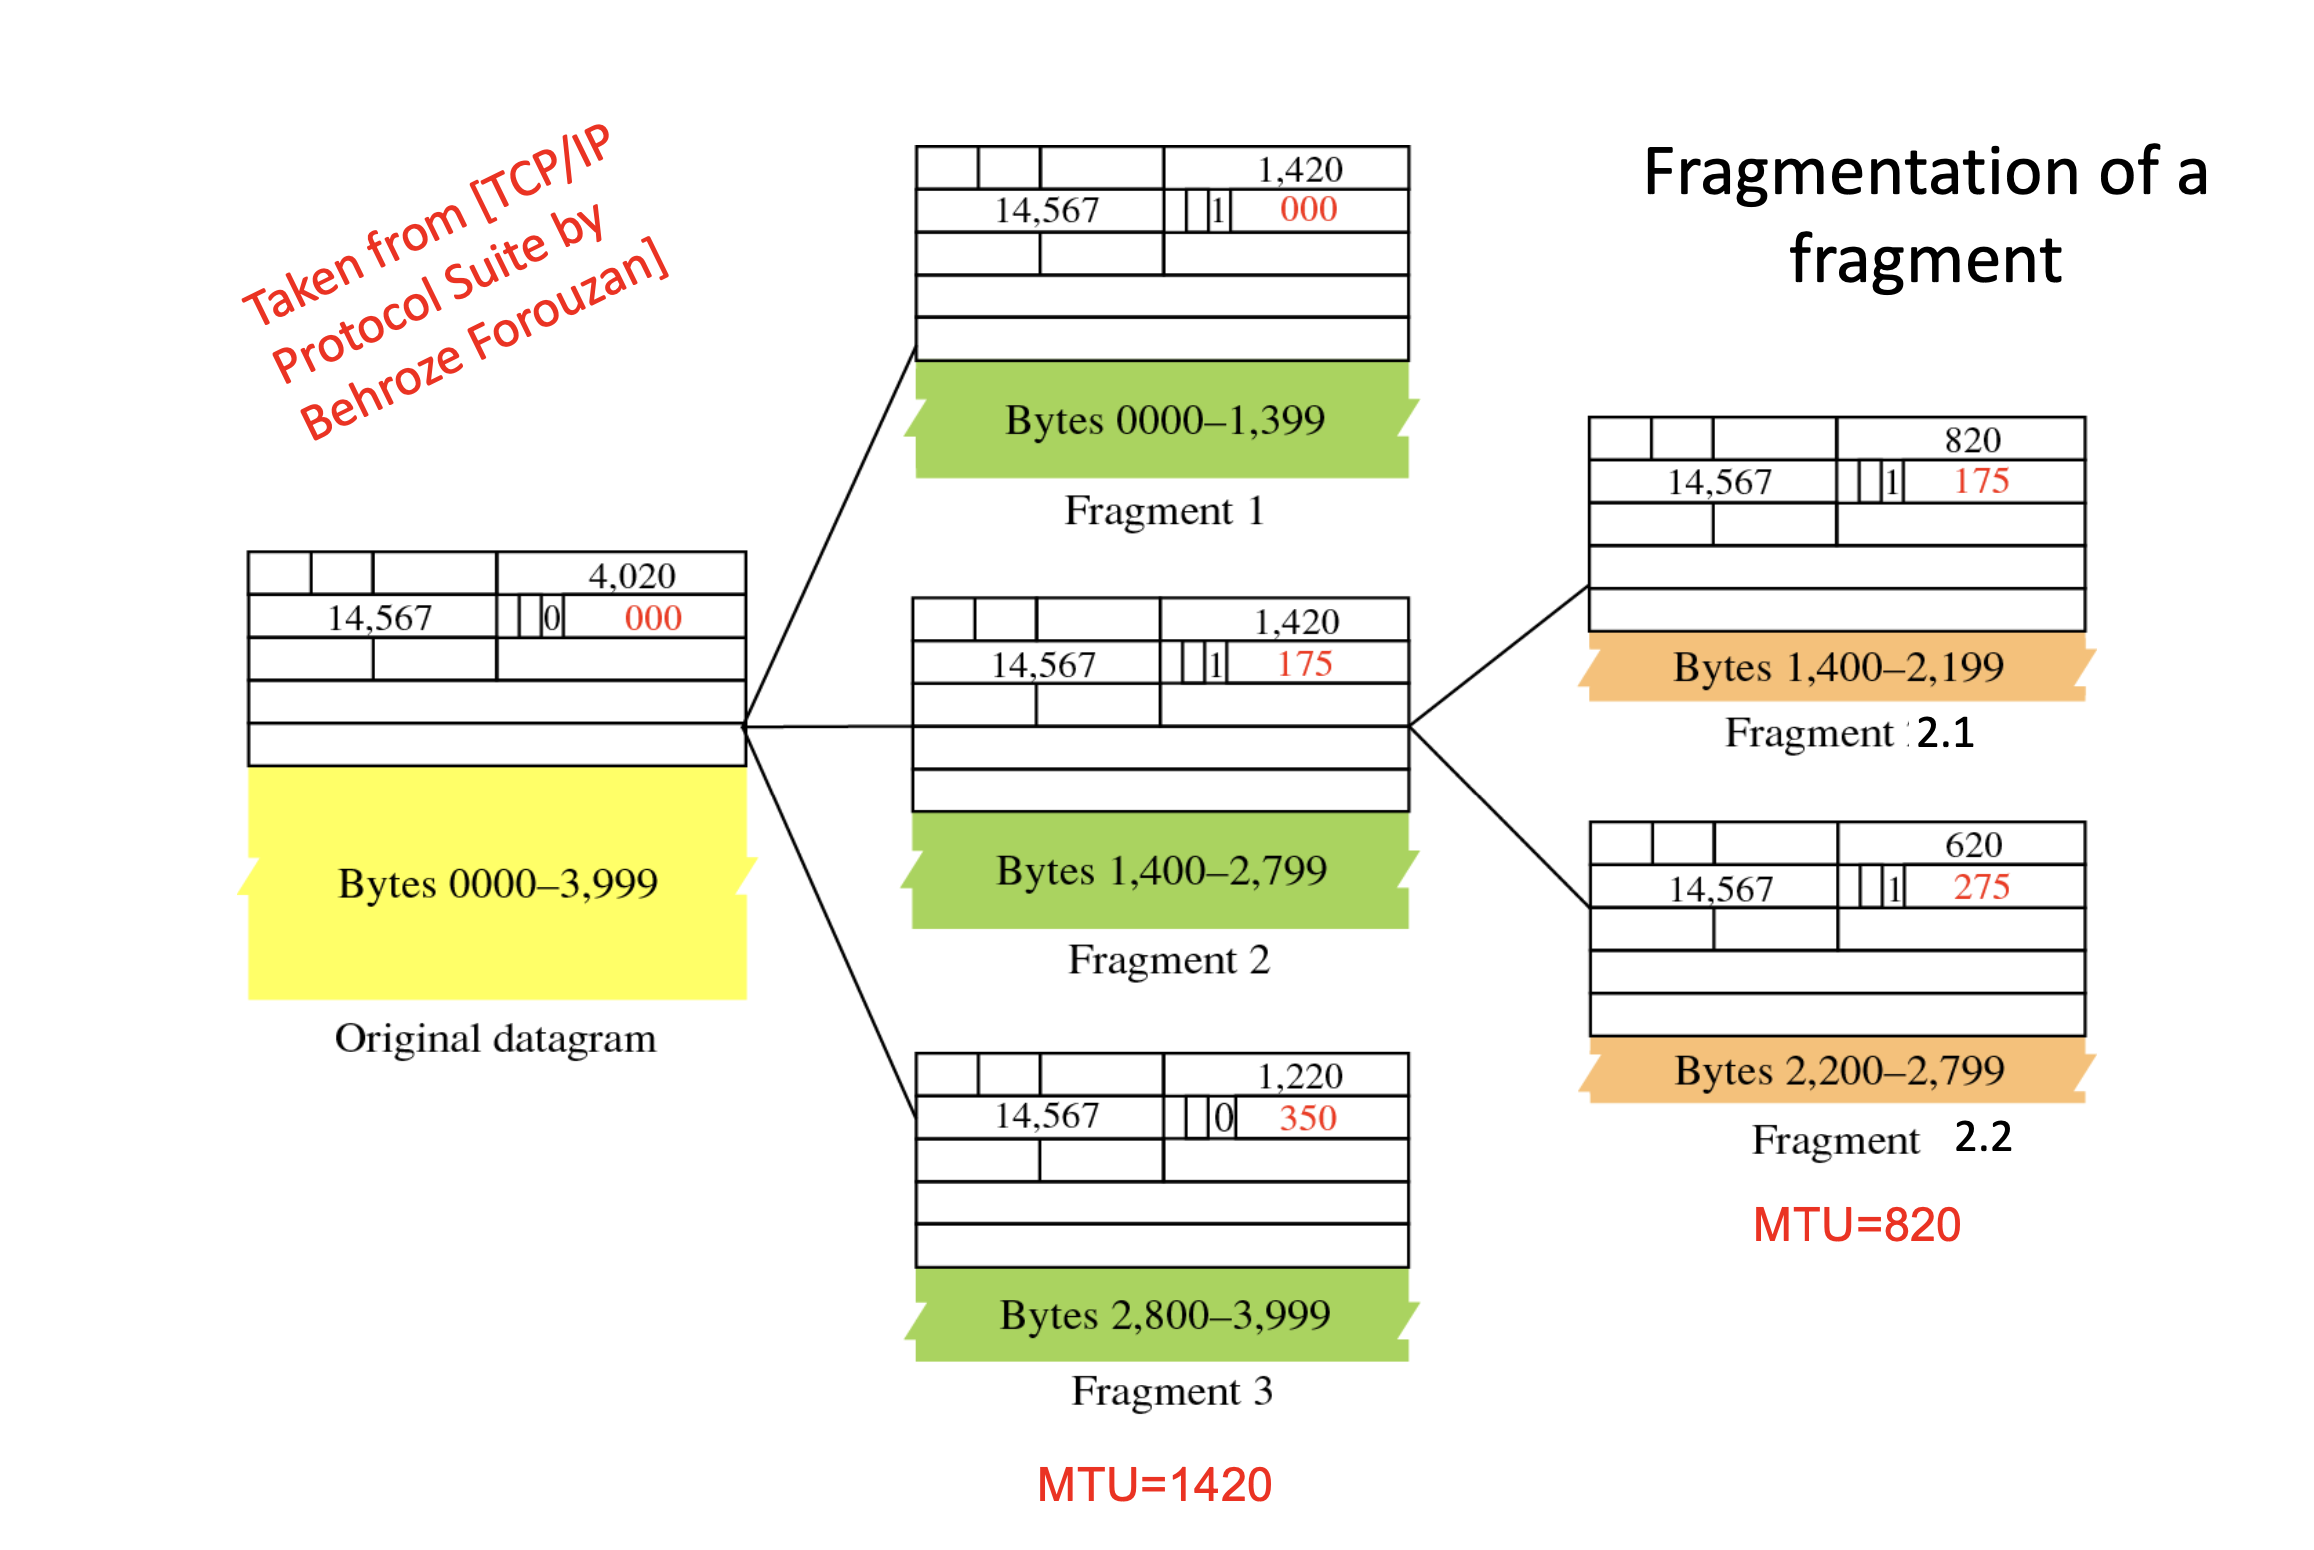 Fragmentation of a
fragment
Taken from [TCP/IP
Protocol Suite by
Behroze Forouzan]
4,020
14,567 0 000
Bytes 0000–3,999
Original datagram
1,420
14,567 1 000
Bytes 0000–1,399
Fragment 1
1,420
14,567 1 175
Bytes 1,400–2,799
Fragment 2
1,220
14,567 0 350
Bytes 2,800–3,999
Fragment 3
MTU=1420
820
14,567 1 175
Bytes 1,400–2,199
Fragment 2.1
620
14,567 1 275
Bytes 2,200–2,799
Fragment 2.2
MTU=820